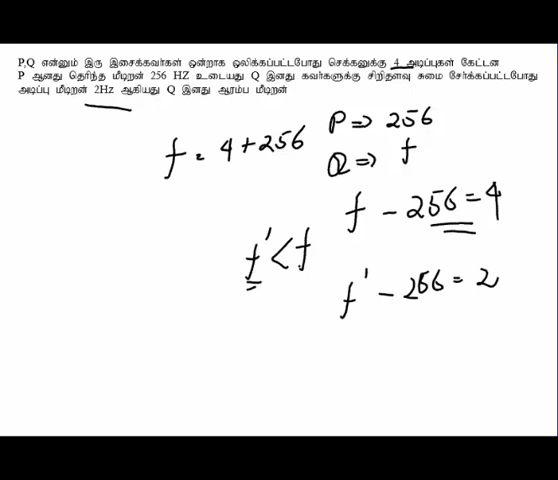 P,Q என்னும் இரு இசைக்கவர்கள் ஒன்றாக ஒலிக்கப்பட்டபோது செக்கனுக்கு 4 அடிப்புகள் கேட்டன
P ஆனது தெரிந்த மீடிறன் 256 HZ உடையது Q இனது கவர்களுக்கு சிறிதளவு சுமை சேர்க்கப்பட்டபோது
அடிப்பு மீடிறன் 2Hz ஆகியது Q இனது ஆரம்ப மீடிறன்
P => 256
f = 4 + 256
Q => f
f - 256 = 4
f' < f
f' - 256 = 2